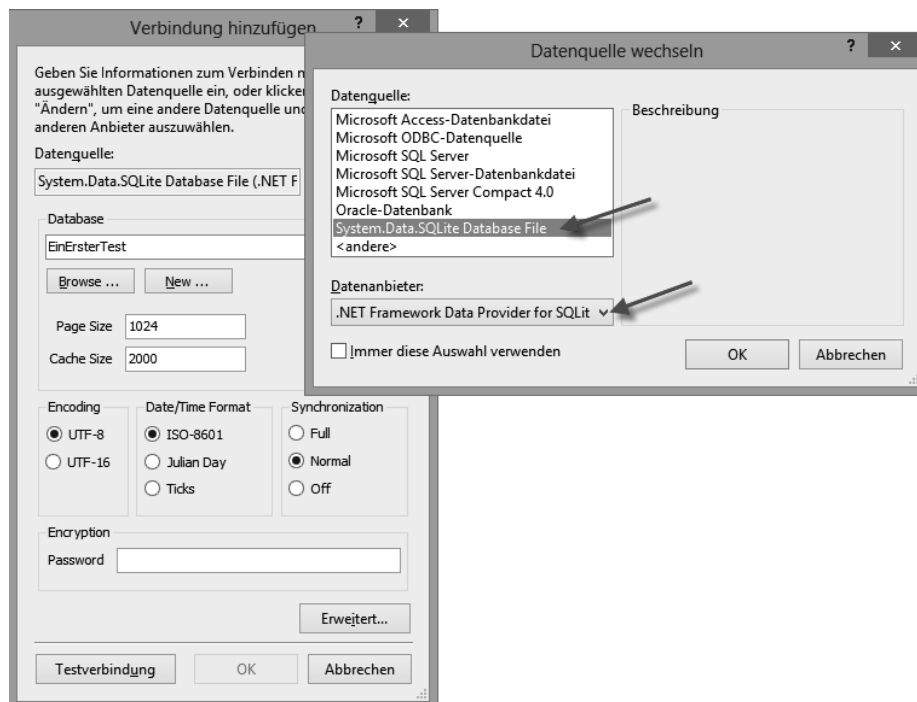 Verbindung hinzufügen ? ×
Geben Sie Informationen zum Verbinden
ausgewählten Datenquelle ein, oder
"Ändern", um eine andere Datenquelle
anderen Anbieter auszuwählen.
Datenquelle:
System.Data.SQLite Database File (.NET F
Database
EinErsterTest
Browse ... New ...
Page Size 1024
Cache Size 2000
Encoding
UTF-8
UTF-16
Date/Time Format
ISO-8601
Julian Day
Ticks
Synchronization
Full
Normal
Off
Encryption
Password
Erweitert...
Testverbindung OK Abbrechen
Datenquelle wechseln ? ×
Datenquelle:
Microsoft Access-Datenbankdatei
Microsoft ODBC-Datenquelle
Microsoft SQL Server
Microsoft SQL Server-Datenbankdatei
Microsoft SQL Server Compact 4.0
Oracle-Datenbank
System.Data.SQLite Database File
<andere>
Beschreibung
Datenanbieter:
.NET Framework Data Provider for SQLit
Immer diese Auswahl verwenden
OK Abbrechen